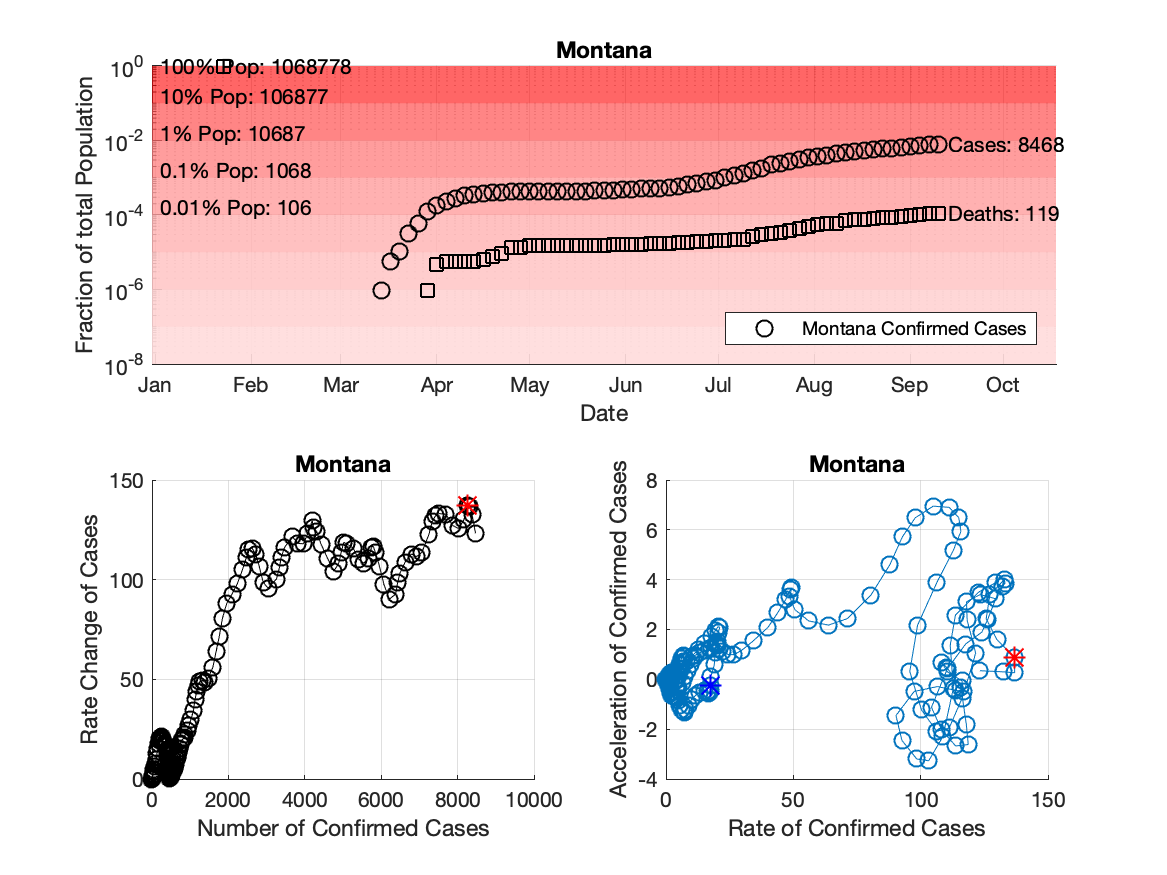 Montana
Fraction of total Population
10^0
10^-2
10^-4
10^-6
10^-8
100% Pop: 1068778
10% Pop: 106877
1% Pop: 10687
0.1% Pop: 1068
0.01% Pop: 106
Cases: 8468
Deaths: 119
Montana Confirmed Cases
Jan Feb Mar Apr May Jun Jul Aug Sep Oct
Date
Montana
Rate Change of Cases
150
100
50
0
0 2000 4000 6000 8000 10000
Number of Confirmed Cases
Montana
Acceleration of Confirmed Cases
8
6
4
2
0
-2
-4
0 50 100 150
Rate of Confirmed Cases